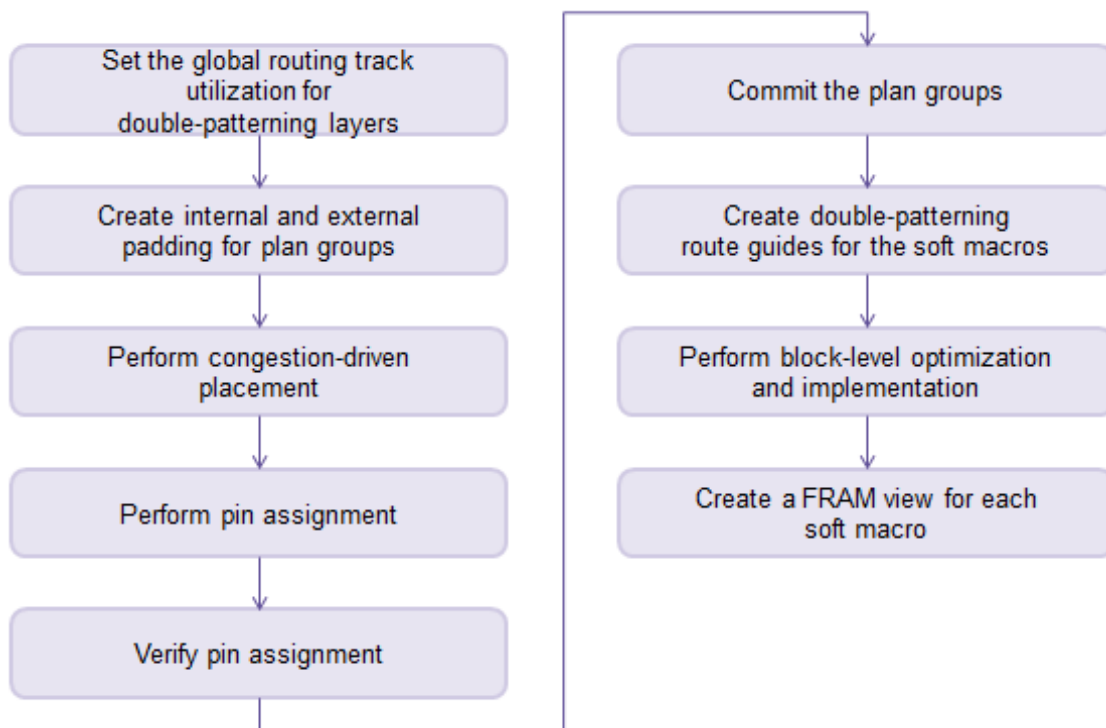 Set the global routing track
utilization for
double-patterning layers
Create internal and external
padding for plan groups
Perform congestion-driven
placement
Perform pin assignment
Verify pin assignment
Commit the plan groups
Create double-patterning
route guides for the soft macros
Perform block-level optimization
and implementation
Create a FRAM view for each
soft macro